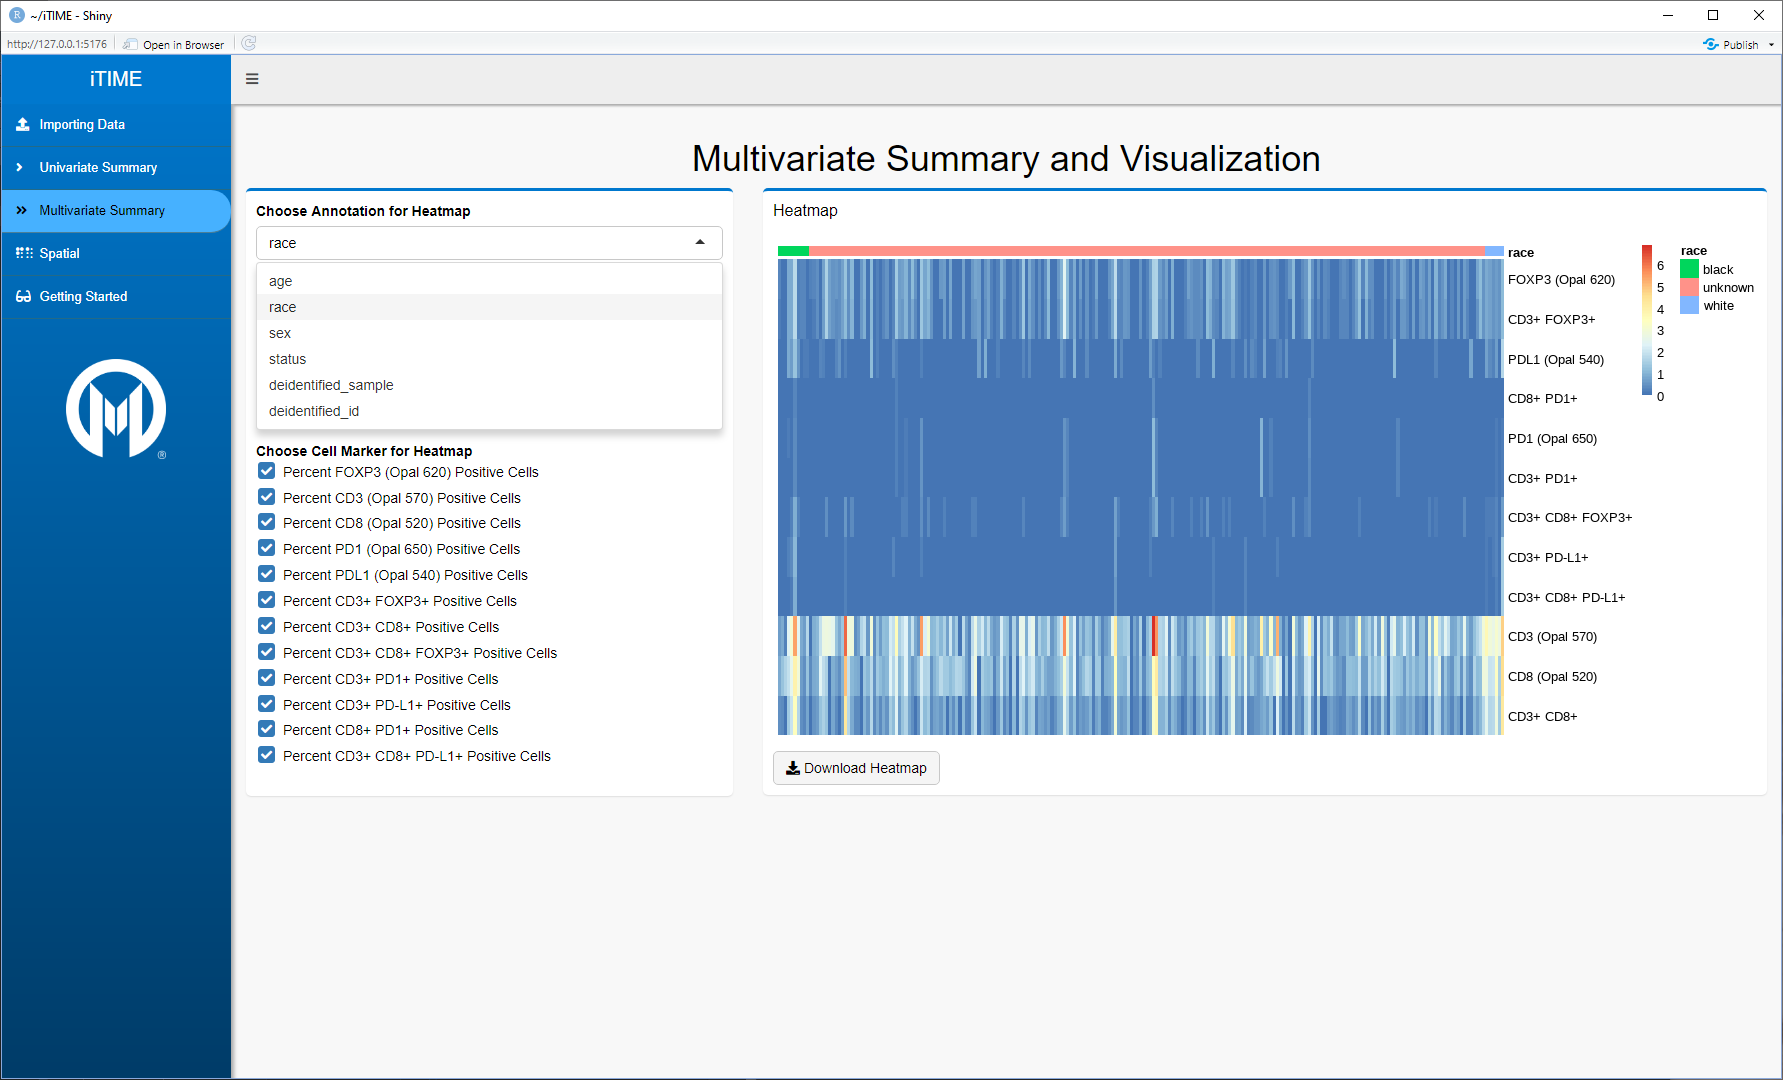 ~/iTIME - Shiny
http://127.0.0.1:5176
Open in Browser
Publish
iTIME
Importing Data
Univariate Summary
Multivariate Summary
Spatial
Getting Started
®
Multivariate Summary and Visualization
Choose Annotation for Heatmap
race
age
race
sex
status
deidentified_sample
deidentified_id
Choose Cell Marker for Heatmap
Percent FOXP3 (Opal 620) Positive Cells
Percent CD3 (Opal 570) Positive Cells
Percent CD8 (Opal 520) Positive Cells
Percent PD1 (Opal 650) Positive Cells
Percent PDL1 (Opal 540) Positive Cells
Percent CD3+ FOXP3+ Positive Cells
Percent CD3+ CD8+ Positive Cells
Percent CD3+ CD8+ FOXP3+ Positive Cells
Percent CD3+ PD1+ Positive Cells
Percent CD3+ PD-L1+ Positive Cells
Percent CD8+ PD1+ Positive Cells
Percent CD3+ CD8+ PD-L1+ Positive Cells
Heatmap
race
FOXP3 (Opal 620)
CD3+ FOXP3+
PDL1 (Opal 540)
CD8+ PD1+
PD1 (Opal 650)
CD3+ PD1+
CD3+ CD8+ FOXP3+
CD3+ PD-L1+
CD3+ CD8+ PD-L1+
CD3 (Opal 570)
CD8 (Opal 520)
CD3+ CD8+
6
5
4
3
2
1
0
race
black
unknown
white
Download Heatmap